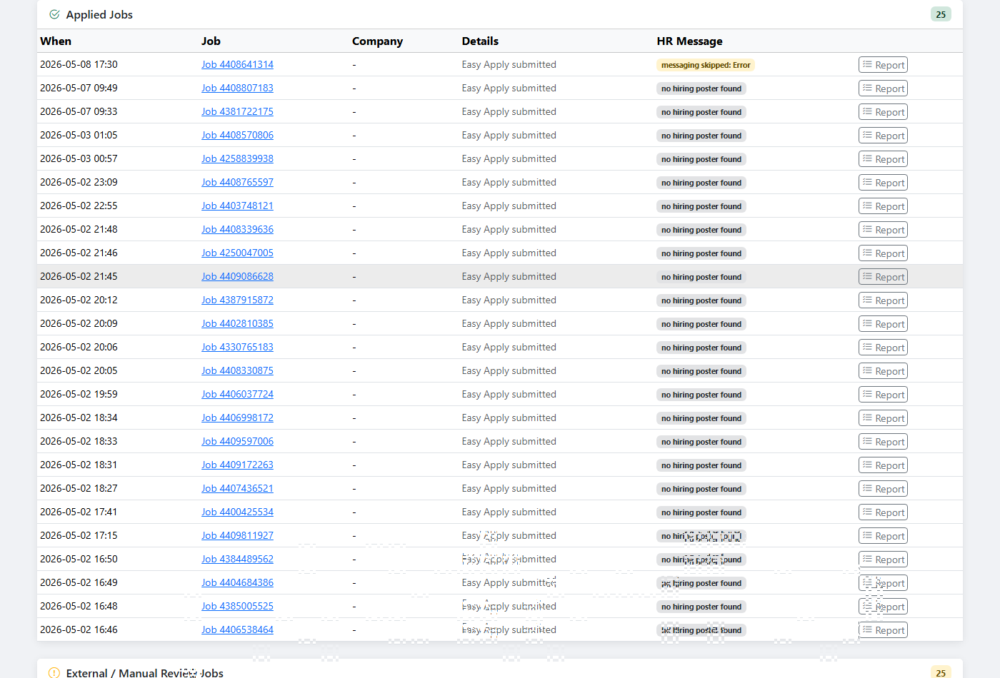 Applied Jobs 25
When Job Company Details HR Message
2026-05-08 17:30 Job 4408641314 - Easy Apply submitted messaging skipped: Error Report
2026-05-07 09:49 Job 4408807183 - Easy Apply submitted no hiring poster found Report
2026-05-07 09:33 Job 4381722175 - Easy Apply submitted no hiring poster found Report
2026-05-03 01:05 Job 4408570806 - Easy Apply submitted no hiring poster found Report
2026-05-03 00:57 Job 4258839938 - Easy Apply submitted no hiring poster found Report
2026-05-02 23:09 Job 4408765597 - Easy Apply submitted no hiring poster found Report
2026-05-02 22:55 Job 4403748121 - Easy Apply submitted no hiring poster found Report
2026-05-02 21:48 Job 4408339636 - Easy Apply submitted no hiring poster found Report
2026-05-02 21:46 Job 4250047005 - Easy Apply submitted no hiring poster found Report
2026-05-02 21:45 Job 4409086628 - Easy Apply submitted no hiring poster found Report
2026-05-02 20:12 Job 4387915872 - Easy Apply submitted no hiring poster found Report
2026-05-02 20:09 Job 4402810385 - Easy Apply submitted no hiring poster found Report
2026-05-02 20:06 Job 4330765183 - Easy Apply submitted no hiring poster found Report
2026-05-02 20:05 Job 4408330875 - Easy Apply submitted no hiring poster found Report
2026-05-02 19:59 Job 4406037724 - Easy Apply submitted no hiring poster found Report
2026-05-02 18:34 Job 4406998172 - Easy Apply submitted no hiring poster found Report
2026-05-02 18:33 Job 4409597006 - Easy Apply submitted no hiring poster found Report
2026-05-02 18:31 Job 4409172263 - Easy Apply submitted no hiring poster found Report
2026-05-02 18:27 Job 4407436521 - Easy Apply submitted no hiring poster found Report
2026-05-02 17:41 Job 4400425534 - Easy Apply submitted no hiring poster found Report
2026-05-02 17:15 Job 4409811927 - Easy Apply submitted no hiring poster found Report
2026-05-02 16:50 Job 4384489562 - Easy Apply submitted no hiring poster found Report
2026-05-02 16:49 Job 4404684386 - Easy Apply submitted no hiring poster found Report
2026-05-02 16:48 Job 4385005525 - Easy Apply submitted no hiring poster found Report
2026-05-02 16:46 Job 4406538464 - Easy Apply submitted no hiring poster found Report
External / Manual Review Jobs 25